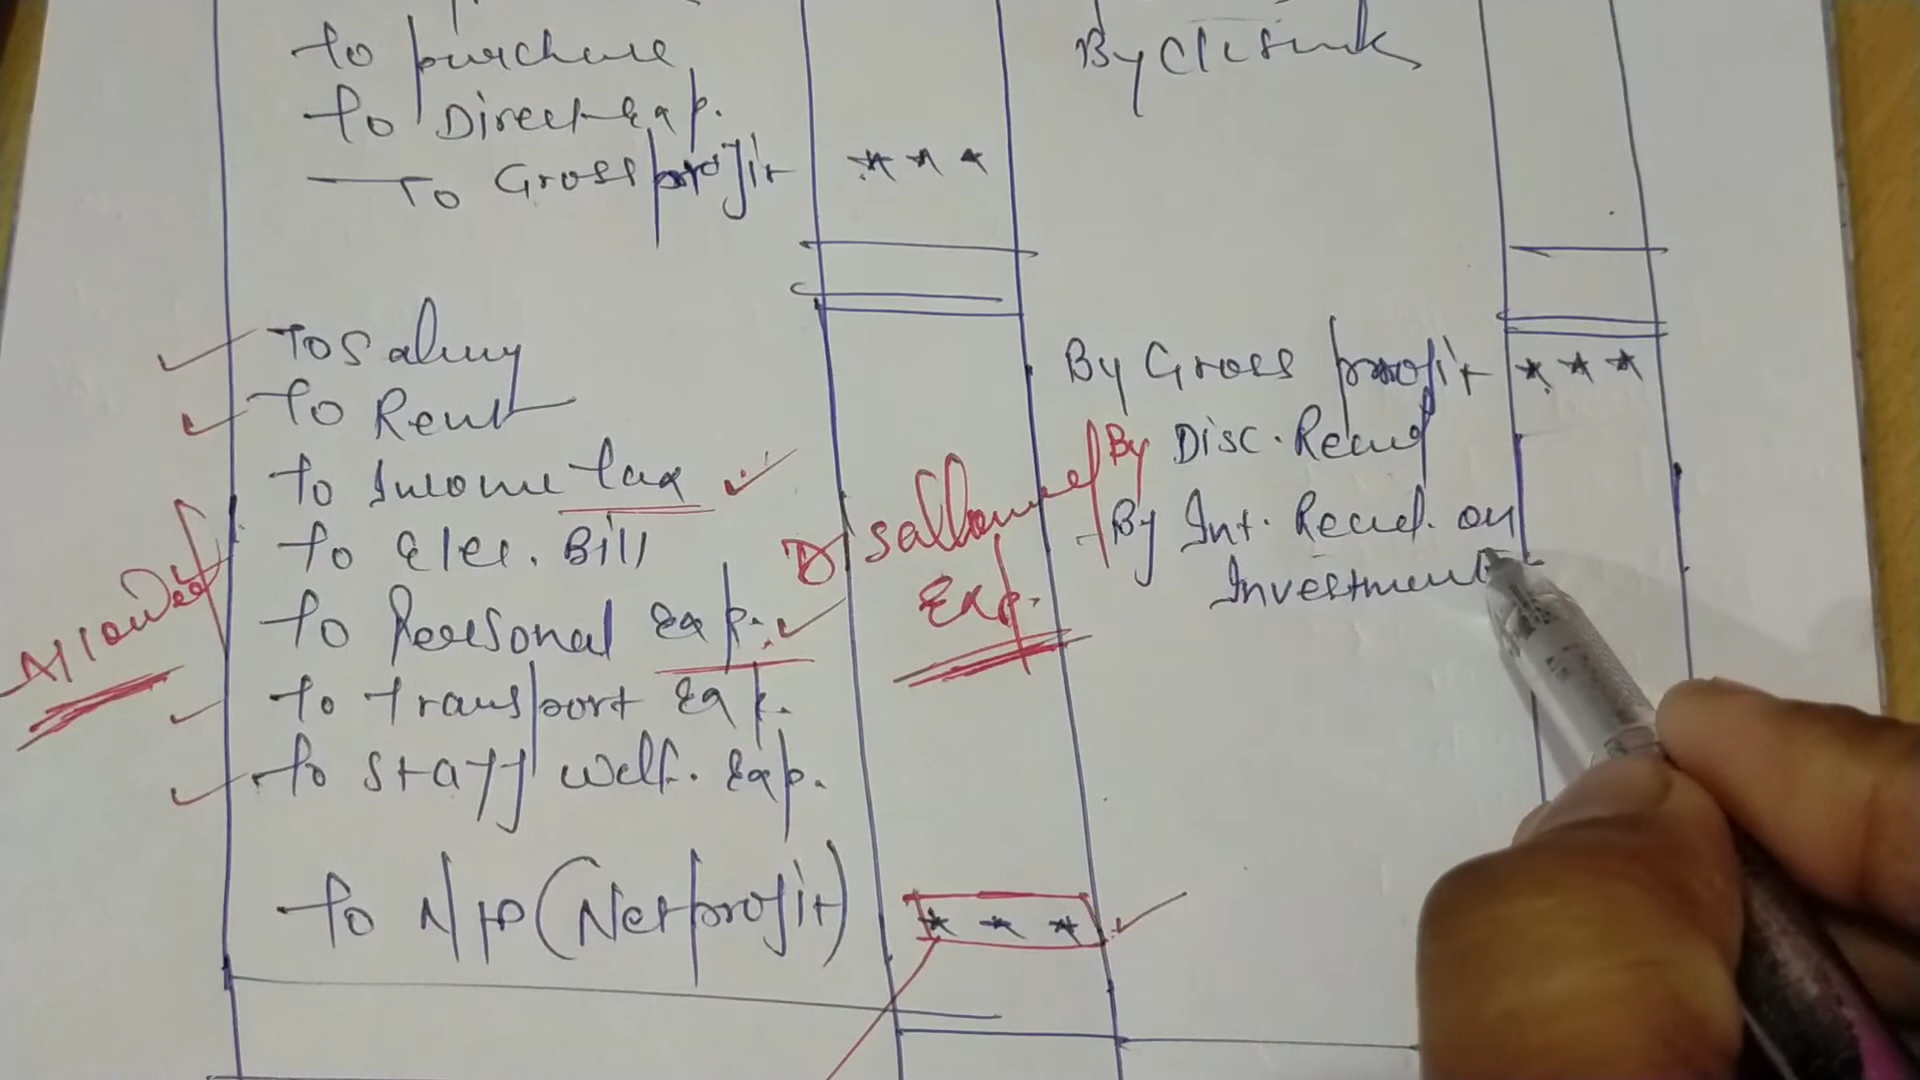 To purchase
To Direct Exp.
To Gross profit ***
To Salary
To Rent
To Income tax
To Elec. Bill
To Personal Exp.
To transport Exp.
To staff welf. Exp.
To N/P (Net profit) ***
Allowed
Disallowed
Exp.
By Cl stock
By Gross profit ***
By Disc. Recd
By Int. Recd. on
Investment